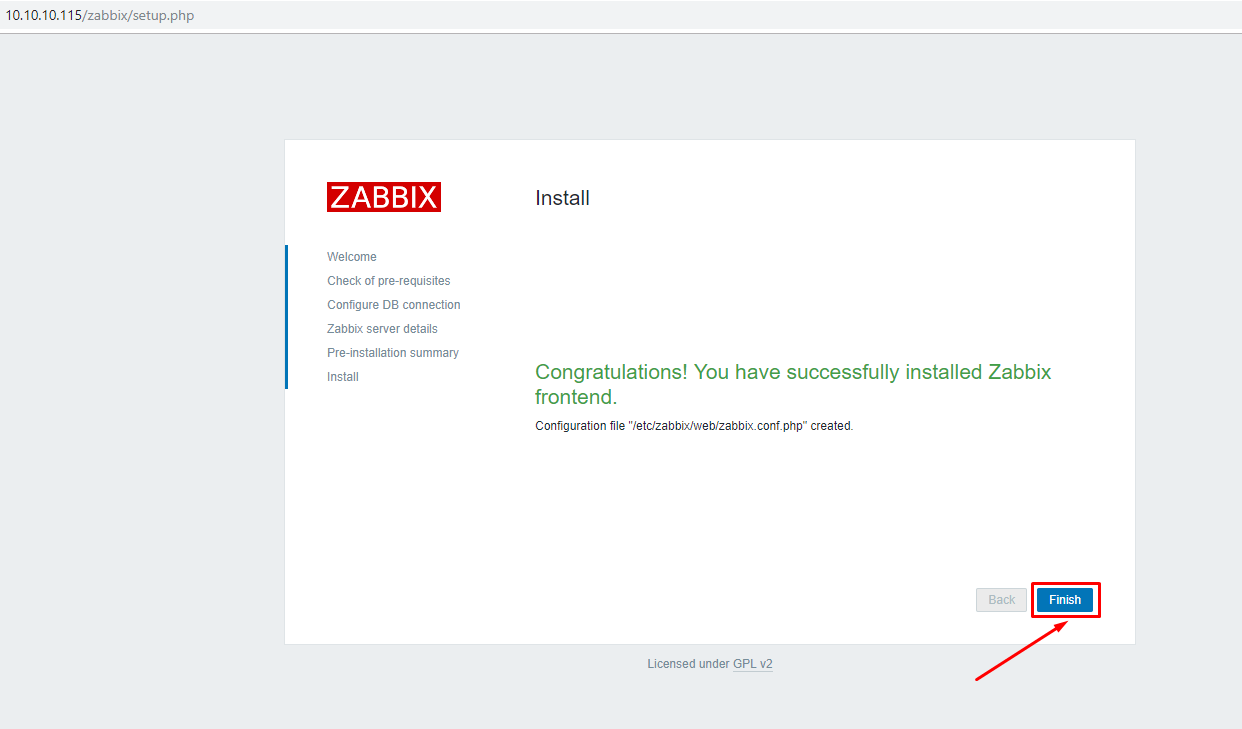 10.10.10.115/zabbix/setup.php
ZABBIX
Install
Welcome
Check of pre-requisites
Configure DB connection
Zabbix server details
Pre-installation summary
Install
Congratulations! You have successfully installed Zabbix
frontend.
Configuration file "/etc/zabbix/web/zabbix.conf.php" created.
Back
Finish
Licensed under GPL v2